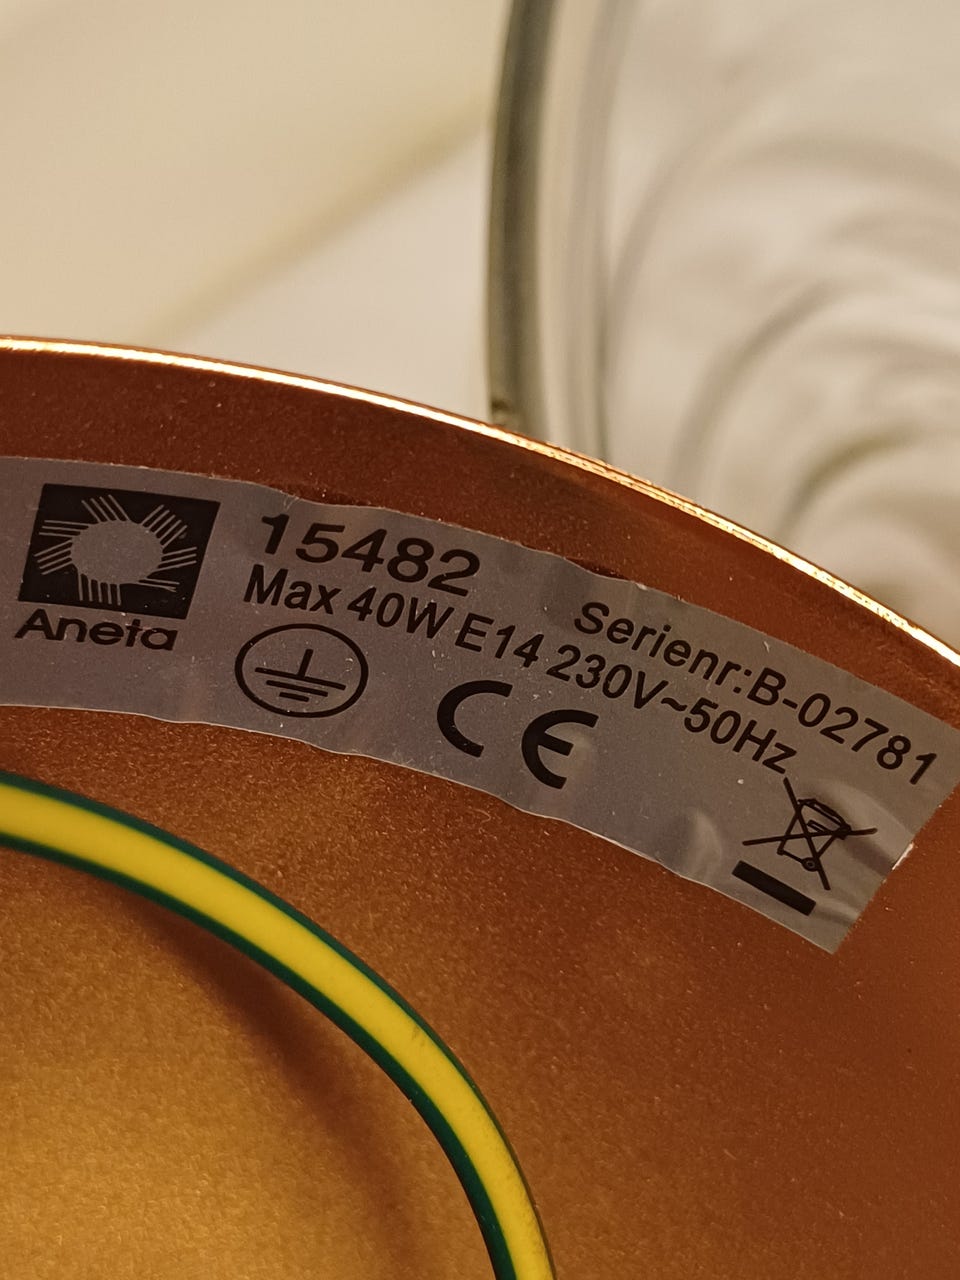 Aneta
15482
Serienr:B-02781
Max 40W E14 230V~50Hz
CE